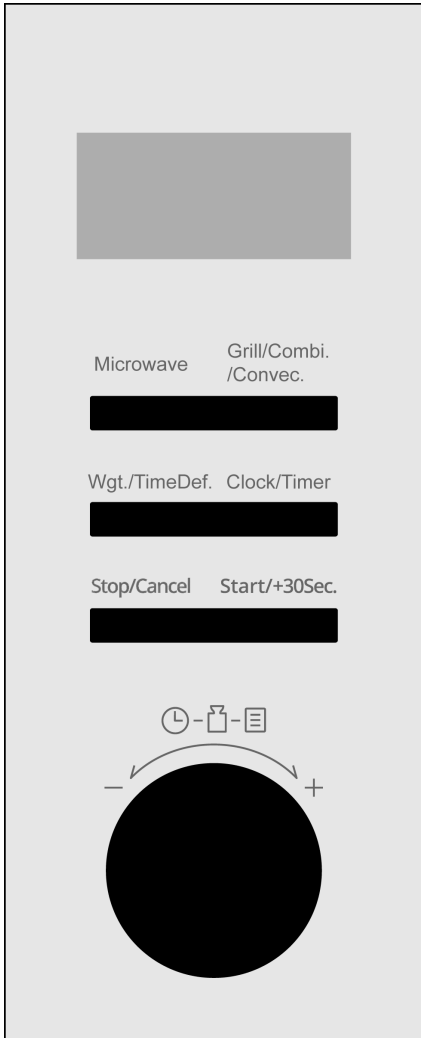 Microwave Grill/Combi.
/Convec.
Wgt./TimeDef. Clock/Timer
Stop/Cancel Start/+30Sec.
- +